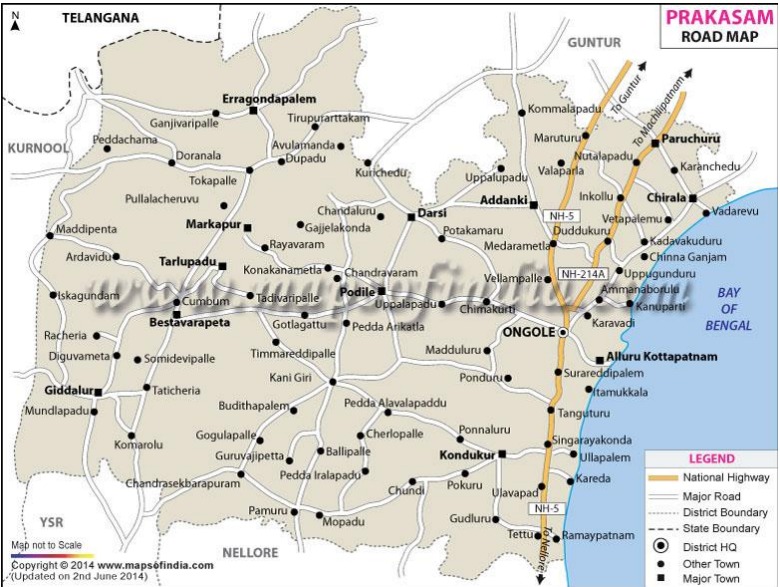 N
TELANGANA
PRAKASAM
ROAD MAP
GUNTUR
To Guntur
To Machilipatnam
Erragondapalem
Ganjivaripalle
Tiripurarttakam
Kommalapadu
Peddachama
Avulamanda
Maruturu
Paruchuru
KURNOOL
Doranala
Dupadu
Nutalapadu
Tokapalle
Kurichedu
Uppalupadu
Valaparla
Karanchedu
Pullalacheruvu
Chandaluru
Darsi
Addanki
Inkollu
Chirala
Markapur
Gajjelakonda
NH-5
Vetapalemu
Vadarevu
Maddipenta
Potakamaru
Duddukuru
Rayavaram
Medarametla
Kadavakuduru
Ardavidu
Tarlupadu
Konakanametla
Chandravaram
Chinna Ganjam
NH-214A
Uppugunduru
Vellampalle
www.mapsofindia.com
Iskagundam
Cumbum
Tadivaripalle
Podile
Uppalapadu
Chimakurti
Ammanaborulu
Kanuparti
BAY
OF
BENGAL
Bestavarapeta
Gotlagattu
Pedda Arikatla
Karavadi
Racheria
ONGOLE
Diguvameta
Somidevipalle
Timmareddipalle
Madduluru
Alluru Kottapatnam
Kani Giri
Ponduru
Surareddipalem
Giddalur
Taticheria
Itamukkala
Mundlapadu
Budithapalem
Pedda Alavalapaddu
Tanguturu
Komarolu
Gogulapalle
Cherlopalle
Ponnaluru
Singarayakonda
Guruvajipetta
Ballipalle
Kondukur
Ullapalem
Chandrasekbarapuram
Pedda Iralapadu
Pokuru
Kareda
Chundi
Ulavapad
YSR
Pamuru
Mopadu
Gudluru
NH-5
NELLORE
Tettu
Ramaypatnam
To Nellore
LEGEND
National Highway
Major Road
District Boundary
State Boundary
District HQ
Other Town
Major Town
Map not to Scale
Copyright © 2014 www.mapsofindia.com
(Updated on 2nd June 2014)